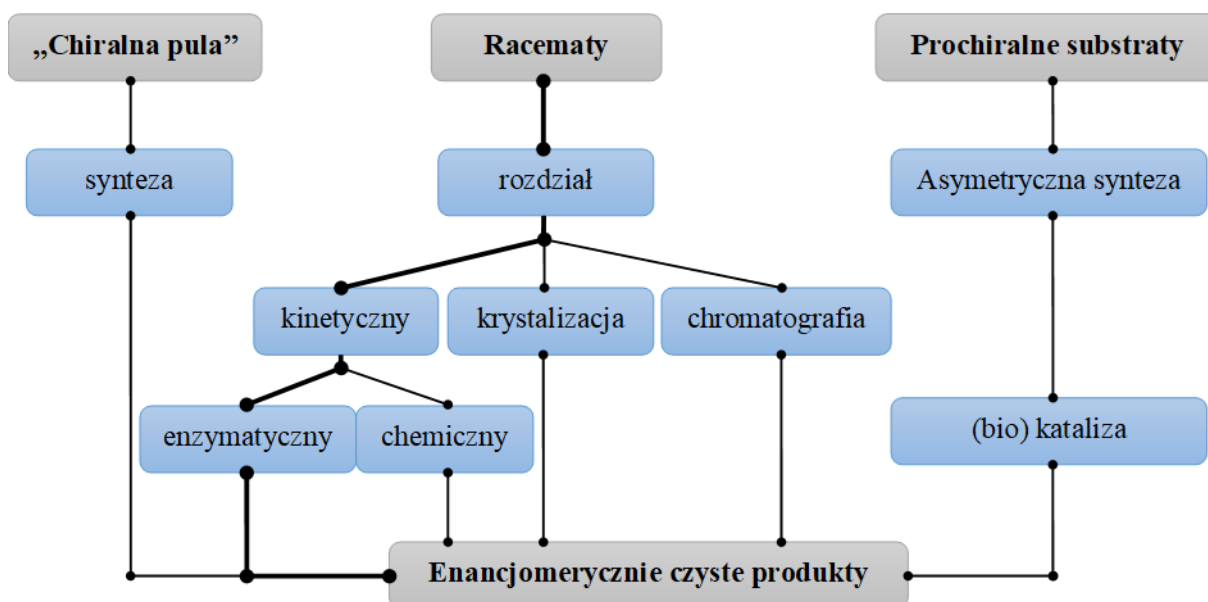 „Chiralna pula”
Racematy
Prochiralne substraty
synteza
rozdział
Asymetryczna synteza
kinetyczny
krystalizacja
chromatografia
enzymatyczny
chemiczny
(bio) kataliza
Enancjomerycznie czyste produkty